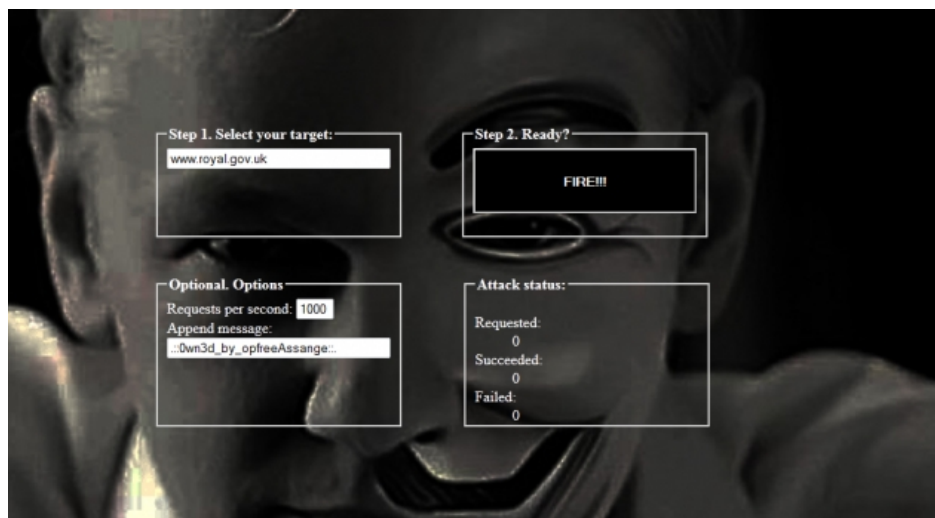 Step 1. Select your target:
www.royal.gov.uk
Step 2. Ready?
FIRE!!!
Optional. Options
Requests per second: 1000
Append message:
.::0wn3d_by_opfreeAssange::.
Attack status:
Requested:
0
Succeeded:
0
Failed:
0